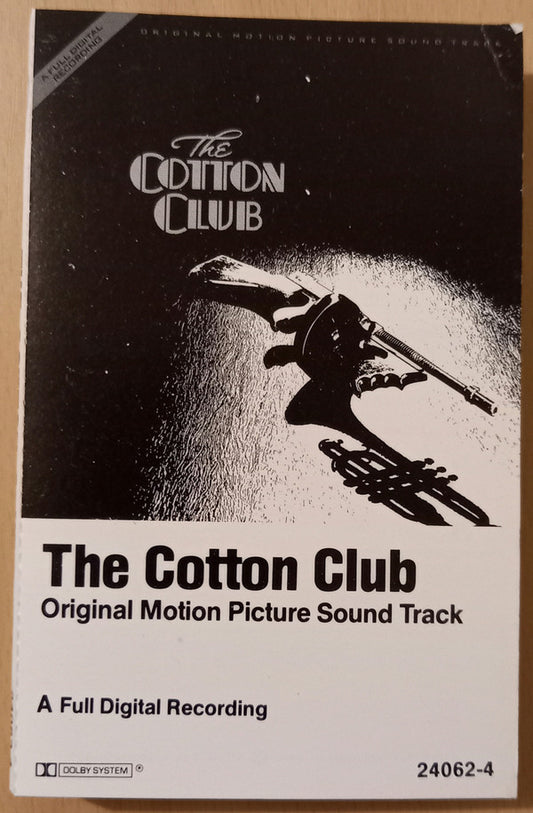 A FULL DIGITAL
RECORDING
ORIGINAL MOTION PICTURE SOUND TRACK
The
COTTON
CLUB
The Cotton Club
Original Motion Picture Sound Track
A Full Digital Recording
DOLBY SYSTEM ®
24062-4